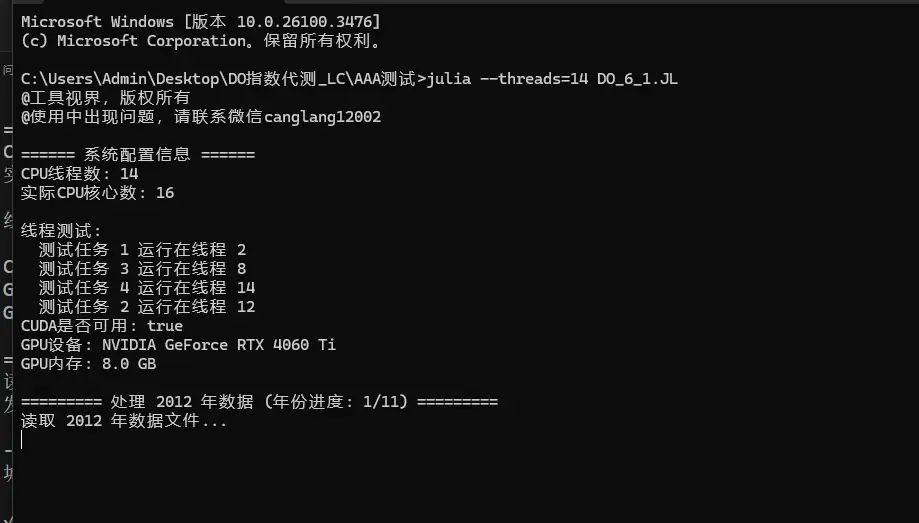 Microsoft Windows [版本 10.0.26100.3476]
(c) Microsoft Corporation。保留所有权利。
C:\Users\Admin\Desktop\DO指数代测_LC\AAA测试>julia --threads=14 DO_6_1.JL
@工具视界，版权所有
@使用中出现问题，请联系微信canglang12002
====== 系统配置信息 ======
CPU线程数: 14
实际CPU核心数: 16
线程测试:
测试任务 1 运行在线程 2
测试任务 3 运行在线程 8
测试任务 4 运行在线程 14
测试任务 2 运行在线程 12
CUDA是否可用: true
GPU设备: NVIDIA GeForce RTX 4060 Ti
GPU内存: 8.0 GB
========= 处理 2012 年数据 (年份进度: 1/11) =========
读取 2012 年数据文件...